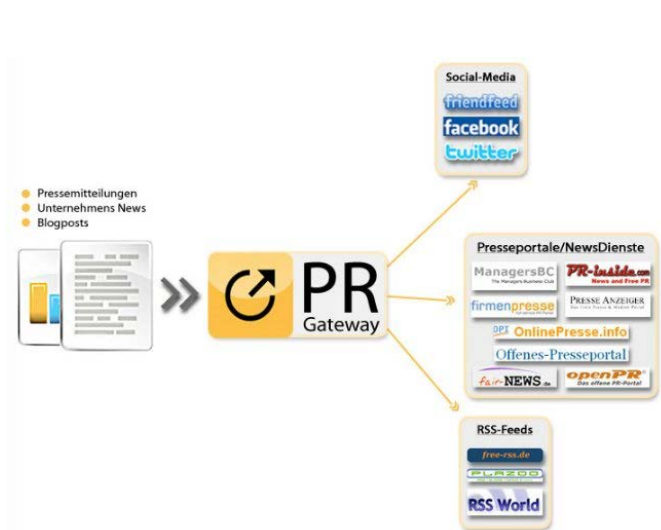 Pressemitteilungen
Unternehmens News
Blogposts
PR
Gateway
Social-Media
friendfeed
facebook
twitter
Presseportale/NewsDienste
ManagersBC
The Managers Business Club
PR-inside.com
News and Free PR
firmenpresse
PRESSE ANZEIGER
OPI OnlinePresse.info
Offenes-Presseportal
fair-NEWS.de
openPR
Das offene PR-Portal
RSS-Feeds
free-rss.de
PLAZOO
RSS World